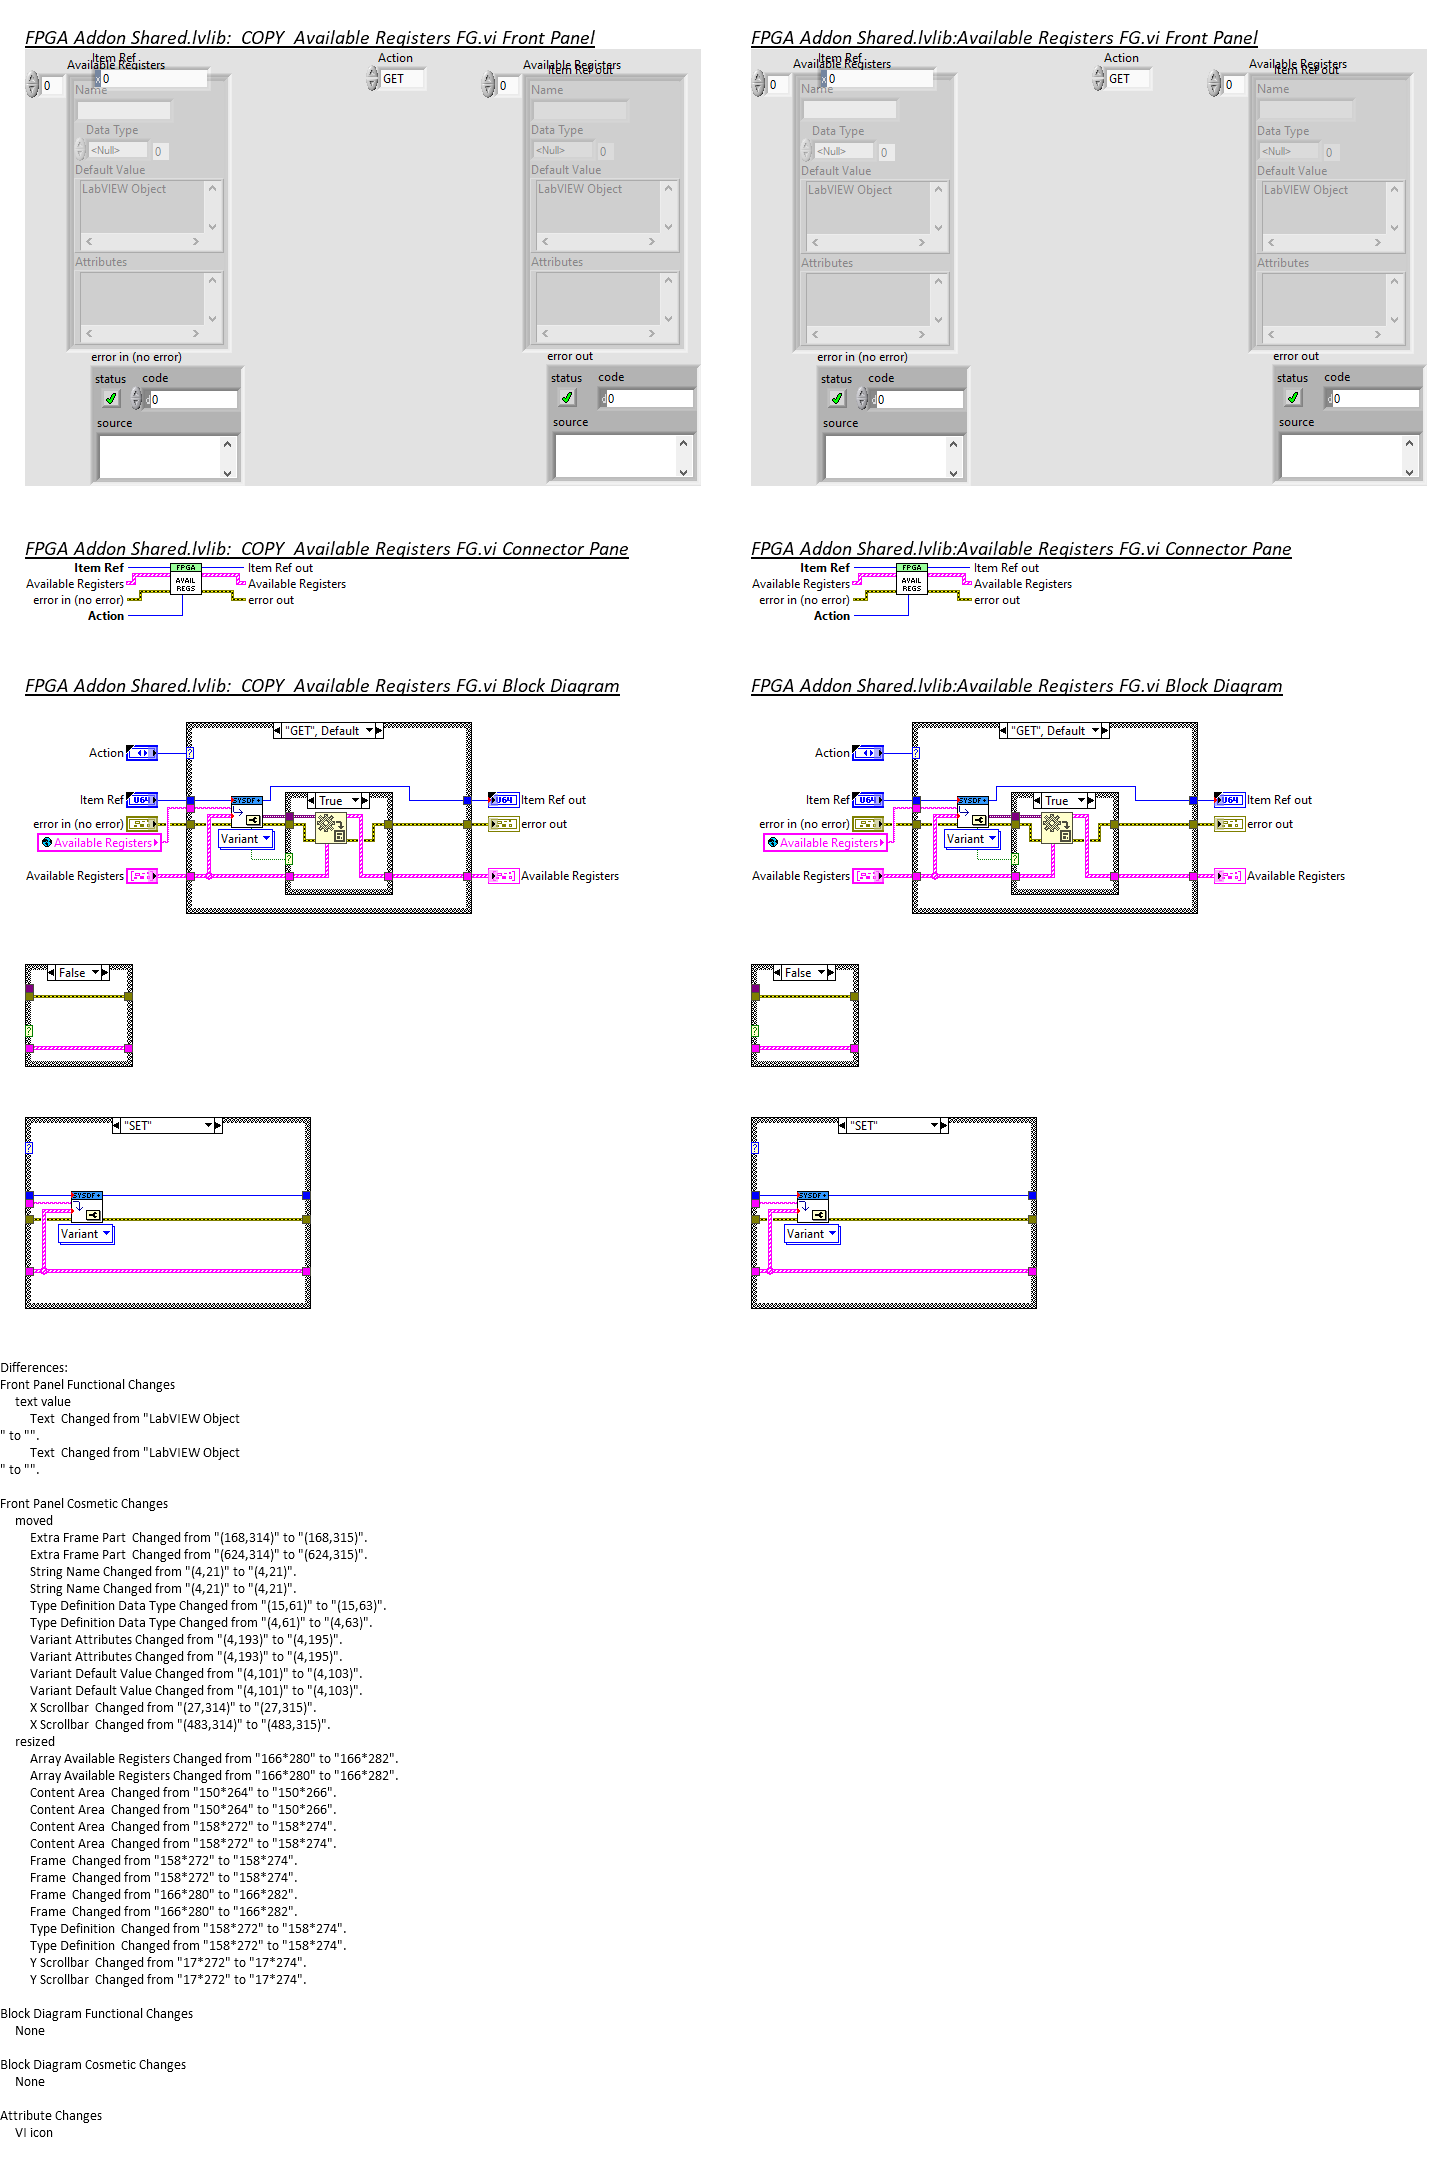 FPGA Addon Shared.lvlib:_COPY_Available Registers FG.vi Front Panel
Item Ref
Available Registers
0
0
Name
Data Type
<Null>
0
Default Value
LabVIEW Object
Attributes
error in (no error)
status
code
0
source
Action
GET
Available Registers
Item Ref out
0
Name
Data Type
<Null>
0
Default Value
LabVIEW Object
Attributes
error out
status
code
0
source
FPGA Addon Shared.lvlib:Available Registers FG.vi Front Panel
Item Ref
Available Registers
0
0
Name
Data Type
<Null>
0
Default Value
LabVIEW Object
Attributes
error in (no error)
status
code
0
source
Action
GET
Available Registers
Item Ref out
0
Name
Data Type
<Null>
0
Default Value
LabVIEW Object
Attributes
error out
status
code
0
source
FPGA Addon Shared.lvlib:_COPY_Available Registers FG.vi Connector Pane
Item Ref
Available Registers
error in (no error)
Action
FPGA
AVAIL
REGS
Item Ref out
Available Registers
error out
FPGA Addon Shared.lvlib:Available Registers FG.vi Connector Pane
Item Ref
Available Registers
error in (no error)
Action
FPGA
AVAIL
REGS
Item Ref out
Available Registers
error out
FPGA Addon Shared.lvlib:_COPY_Available Registers FG.vi Block Diagram
"GET", Default
Action
Item Ref
U64
error in (no error)
Available Registers
Available Registers
SYSDF+
Variant
True
U64
Item Ref out
error out
Available Registers
False
"SET"
SYSDF+
Variant
FPGA Addon Shared.lvlib:Available Registers FG.vi Block Diagram
"GET", Default
Action
Item Ref
U64
error in (no error)
Available Registers
Available Registers
SYSDF+
Variant
True
U64
Item Ref out
error out
Available Registers
False
"SET"
SYSDF+
Variant
Differences:
Front Panel Functional Changes
text value
Text  Changed from "LabVIEW Object
" to "".
Text  Changed from "LabVIEW Object
" to "".
Front Panel Cosmetic Changes
moved
Extra Frame Part  Changed from "(168,314)" to "(168,315)".
Extra Frame Part  Changed from "(624,314)" to "(624,315)".
String Name Changed from "(4,21)" to "(4,21)".
String Name Changed from "(4,21)" to "(4,21)".
Type Definition Data Type Changed from "(15,61)" to "(15,63)".
Type Definition Data Type Changed from "(4,61)" to "(4,63)".
Variant Attributes Changed from "(4,193)" to "(4,195)".
Variant Attributes Changed from "(4,193)" to "(4,195)".
Variant Default Value Changed from "(4,101)" to "(4,103)".
Variant Default Value Changed from "(4,101)" to "(4,103)".
X Scrollbar  Changed from "(27,314)" to "(27,315)".
X Scrollbar  Changed from "(483,314)" to "(483,315)".
resized
Array Available Registers Changed from "166*280" to "166*282".
Array Available Registers Changed from "166*280" to "166*282".
Content Area  Changed from "150*264" to "150*266".
Content Area  Changed from "150*264" to "150*266".
Content Area  Changed from "158*272" to "158*274".
Content Area  Changed from "158*272" to "158*274".
Frame  Changed from "158*272" to "158*274".
Frame  Changed from "158*272" to "158*274".
Frame  Changed from "166*280" to "166*282".
Frame  Changed from "166*280" to "166*282".
Type Definition  Changed from "158*272" to "158*274".
Type Definition  Changed from "158*272" to "158*274".
Y Scrollbar  Changed from "17*272" to "17*274".
Y Scrollbar  Changed from "17*272" to "17*274".
Block Diagram Functional Changes
None
Block Diagram Cosmetic Changes
None
Attribute Changes
VI icon